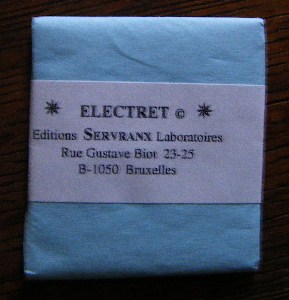 ✳ ELECTRET © ✳
Editions SERVRANX Laboratoires
Rue Gustave Biot 23-25
B-1050 Bruxelles